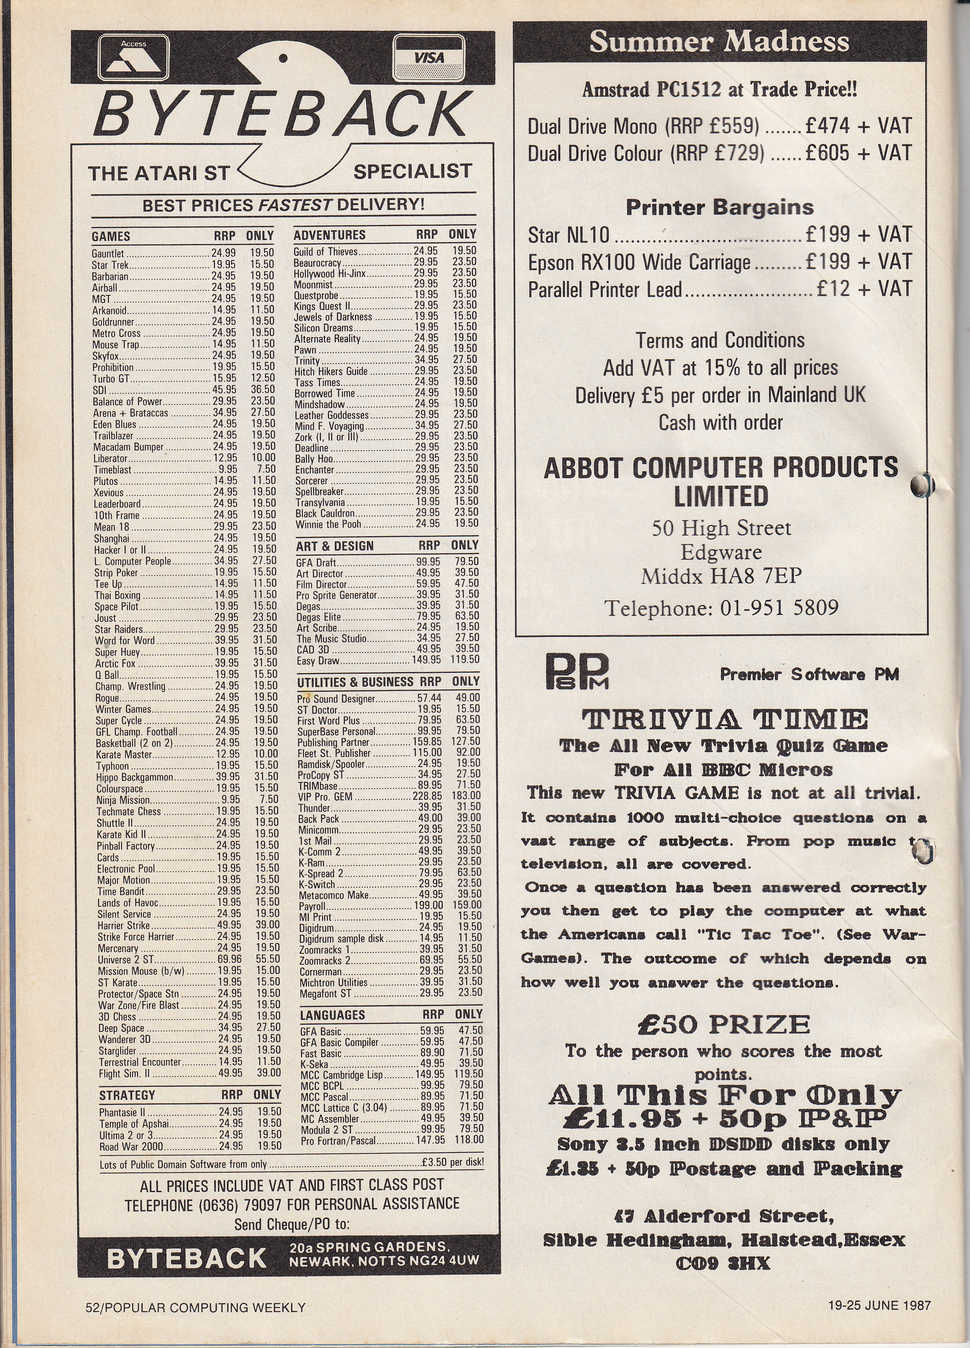 Access
VISA
BYTEBACK
THE ATARI ST SPECIALIST
BEST PRICES FASTEST DELIVERY!
GAMES RRP ONLY
Gauntlet 24.99 19.50
Star Trek 19.95 15.50
Barbarian 24.95 19.50
Airball 24.95 19.50
MGT 24.95 19.50
Arkanoid 14.95 11.50
Goldrunner 24.95 19.50
Metro Cross 24.95 19.50
Mouse Trap 14.95 11.50
Skyfox 24.95 19.50
Prohibition 19.95 15.50
Turbo GT 15.95 12.50
SDI 45.95 36.50
Balance of Power 29.95 23.50
Arena + Brataccas 34.95 27.50
Eden Blues 24.95 19.50
Trailblazer 24.95 19.50
Macadam Bumper 24.95 19.50
Liberator 12.95 10.00
Timeblast 9.95 7.50
Plutos 14.95 11.50
Xevious 24.95 19.50
Leaderboard 24.95 19.50
10th Frame 24.95 19.50
Mean 18 29.95 23.50
Shanghai 24.95 19.50
Hacker I or II 24.95 19.50
L. Computer People 34.95 27.50
Strip Poker 19.95 15.50
Tee Up 14.95 11.50
Thai Boxing 14.95 11.50
Space Pilot 19.95 15.50
Joust 29.95 23.50
Star Raiders 29.95 23.50
Word for Word 39.95 31.50
Super Huey 19.95 15.50
Arctic Fox 39.95 31.50
Q Ball 19.95 15.50
Champ. Wrestling 24.95 19.50
Rogue 24.95 19.50
Winter Games 24.95 19.50
Super Cycle 24.95 19.50
GFL Champ. Football 24.95 19.50
Basketball (2 on 2) 24.95 19.50
Karate Master 12.95 10.00
Typhoon 19.95 15.50
Hippo Backgammon 39.95 31.50
Colourspace 19.95 15.50
Ninja Mission 9.95 7.50
Techmate Chess 19.95 15.50
Shuttle II 24.95 19.50
Karate Kid II 24.95 19.50
Pinball Factory 24.95 19.50
Cards 19.95 15.50
Electronic Pool 19.95 15.50
Major Motion 19.95 15.50
Time Bandit 29.95 23.50
Lands of Havoc 19.95 15.50
Silent Service 24.95 19.50
Harrier Strike 49.95 39.00
Strike Force Harrier 24.95 19.50
Mercenary 24.95 19.50
Universe 2 ST 69.96 55.50
Mission Mouse (b/w) 19.95 15.00
ST Karate 19.95 15.50
Protector/Space Stn 24.95 19.50
War Zone/Fire Blast 24.95 19.50
3D Chess 24.95 19.50
Deep Space 34.95 27.50
Wanderer 3D 24.95 19.50
Starglider 24.95 19.50
Terrestrial Encounter 14.95 11.50
Flight Sim. II 49.95 39.00
STRATEGY RRP ONLY
Phantasie II 24.95 19.50
Temple of Apshai 24.95 19.50
Ultima 2 or 3 24.95 19.50
Road War 2000 24.95 19.50
ADVENTURES RRP ONLY
Guild of Thieves 24.95 19.50
Beaurocracy 29.95 23.50
Hollywood Hi-Jinx 29.95 23.50
Moonmist 29.95 23.50
Questprobe 19.95 15.50
Kings Quest II 29.95 23.50
Jewels of Darkness 19.95 15.50
Silicon Dreams 19.95 15.50
Alternate Reality 24.95 19.50
Pawn 24.95 19.50
Trinity 34.95 27.50
Hitch Hikers Guide 29.95 23.50
Tass Times 24.95 19.50
Borrowed Time 24.95 19.50
Mindshadow 24.95 19.50
Leather Goddesses 29.95 23.50
Mind F. Voyaging 34.95 27.50
Zork (I, II or III) 29.95 23.50
Deadline 29.95 23.50
Bally Hoo 29.95 23.50
Enchanter 29.95 23.50
Sorcerer 29.95 23.50
Spellbreaker 29.95 23.50
Transylvania 19.95 15.50
Black Cauldron 29.95 23.50
Winnie the Pooh 24.95 19.50
ART & DESIGN RRP ONLY
GFA Draft 99.95 79.50
Art Director 49.95 39.50
Film Director 59.95 47.50
Pro Sprite Generator 39.95 31.50
Degas 39.95 31.50
Degas Elite 79.95 63.50
Art Scribe 24.95 19.50
The Music Studio 34.95 27.50
CAD 3D 49.95 39.50
Easy Draw 149.95 119.50
UTILITIES & BUSINESS RRP ONLY
Pro Sound Designer 57.44 49.00
ST Doctor 19.95 15.50
First Word Plus 79.95 63.50
SuperBase Personal 99.95 79.50
Publishing Partner 159.85 127.50
Fleet St. Publisher 115.00 92.00
Ramdisk/Spooler 24.95 19.50
ProCopy ST 34.95 27.50
TRIMbase 89.95 71.50
VIP Pro. GEM 228.85 183.00
Thunder 39.95 31.50
Back Pack 49.00 39.00
Minicomm 29.95 23.50
1st Mail 29.95 23.50
K-Comm 2 49.95 39.50
K-Ram 29.95 23.50
K-Spread 2 79.95 63.50
K-Switch 29.95 23.50
Metacomco Make 49.95 39.50
Payroll 199.00 159.00
MI Print 19.95 15.50
Digidrum 24.95 19.50
Digidrum sample disk 14.95 11.50
Zoomracks 1 39.95 31.50
Zoomracks 2 69.95 55.50
Cornerman 29.95 23.50
Michtron Utilities 39.95 31.50
Megafont ST 29.95 23.50
LANGUAGES RRP ONLY
GFA Basic 59.95 47.50
GFA Basic Compiler 59.95 47.50
Fast Basic 89.90 71.50
K-Seka 49.95 39.50
MCC Cambridge Lisp 149.95 119.50
MCC BCPL 99.95 79.50
MCC Pascal 89.95 71.50
MCC Lattice C (3.04) 89.95 71.50
MC Assembler 49.95 39.50
Modula 2 ST 99.95 79.50
Pro Fortran/Pascal 147.95 118.00
Lots of Public Domain Software from only £3.50 per disk!
ALL PRICES INCLUDE VAT AND FIRST CLASS POST
TELEPHONE (0636) 79097 FOR PERSONAL ASSISTANCE
Send Cheque/PO to:
BYTEBACK
20a SPRING GARDENS,
NEWARK, NOTTS NG24 4UW
Summer Madness
Amstrad PC1512 at Trade Price!!
Dual Drive Mono (RRP £559) .......£474 + VAT
Dual Drive Colour (RRP £729) ......£605 + VAT
Printer Bargains
Star NL10 ..............................£199 + VAT
Epson RX100 Wide Carriage.........£199 + VAT
Parallel Printer Lead.....................£12 + VAT
Terms and Conditions
Add VAT at 15% to all prices
Delivery £5 per order in Mainland UK
Cash with order
ABBOT COMPUTER PRODUCTS
LIMITED
50 High Street
Edgware
Middx HA8 7EP
Telephone: 01-951 5809
PPSM
Premier Software PM
TRIVIA TIME
The All New Trivia Quiz Game
For All BBC Micros
This new TRIVIA GAME is not at all trivial.
It contains 1000 multi-choice questions on a
vast range of subjects. From pop music to
television, all are covered.
Once a question has been answered correctly
you then get to play the computer at what
the Americans call "Tic Tac Toe". (See War-
Games). The outcome of which depends on
how well you answer the questions.
£50 PRIZE
To the person who scores the most
points.
All This For Only
£11.95 + 50p P&P
Sony 3.5 inch DSDD disks only
£1.35 + 50p Postage and Packing
47 Alderford Street,
Sible Hedingham, Halstead,Essex
CO9 3HX
52/POPULAR COMPUTING WEEKLY
19-25 JUNE 1987